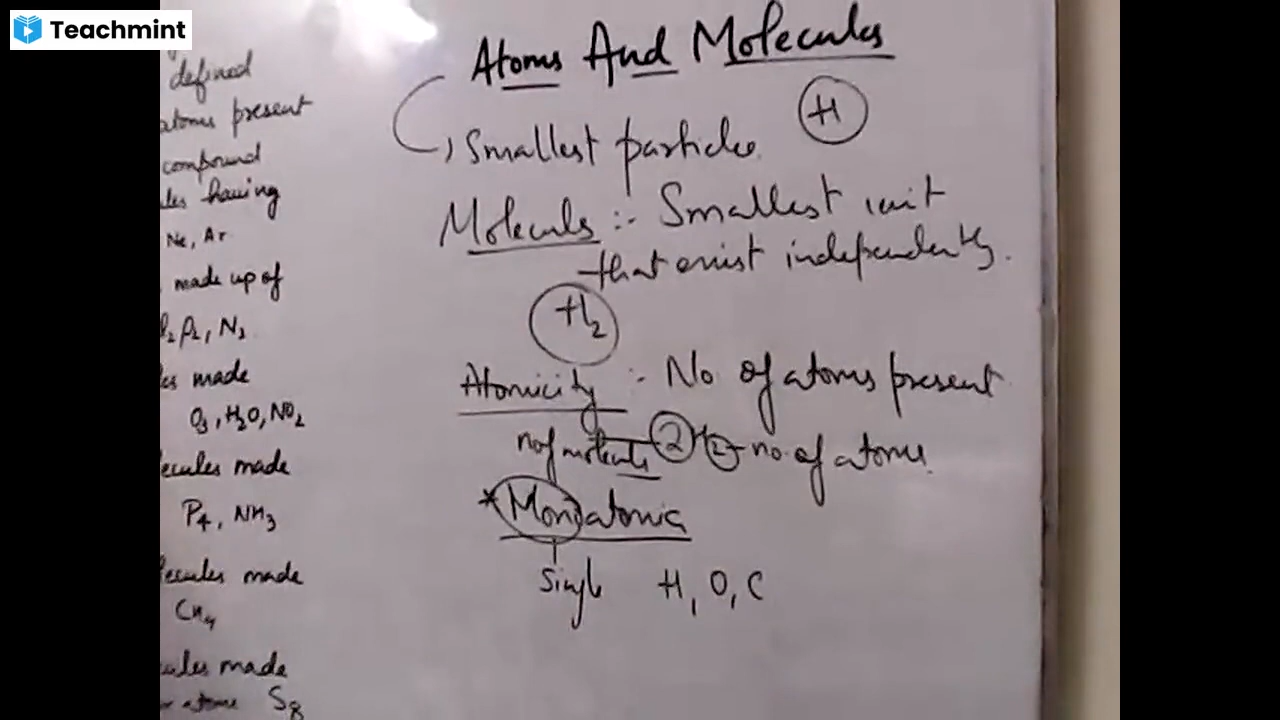 Teachmint
defined
atoms present
compound
having
Ne, Ar
made up of
N2
made
O3, H2O, NO2
made
P4, NH3
made
CH4
made
S8
Atoms And Molecules
Smallest particle
H
Molecule :- Smallest unit
that exist independently.
H2
Atomicity :- No of atoms present
2H2 no. of atoms
* Monoatomic
Single H, O, C